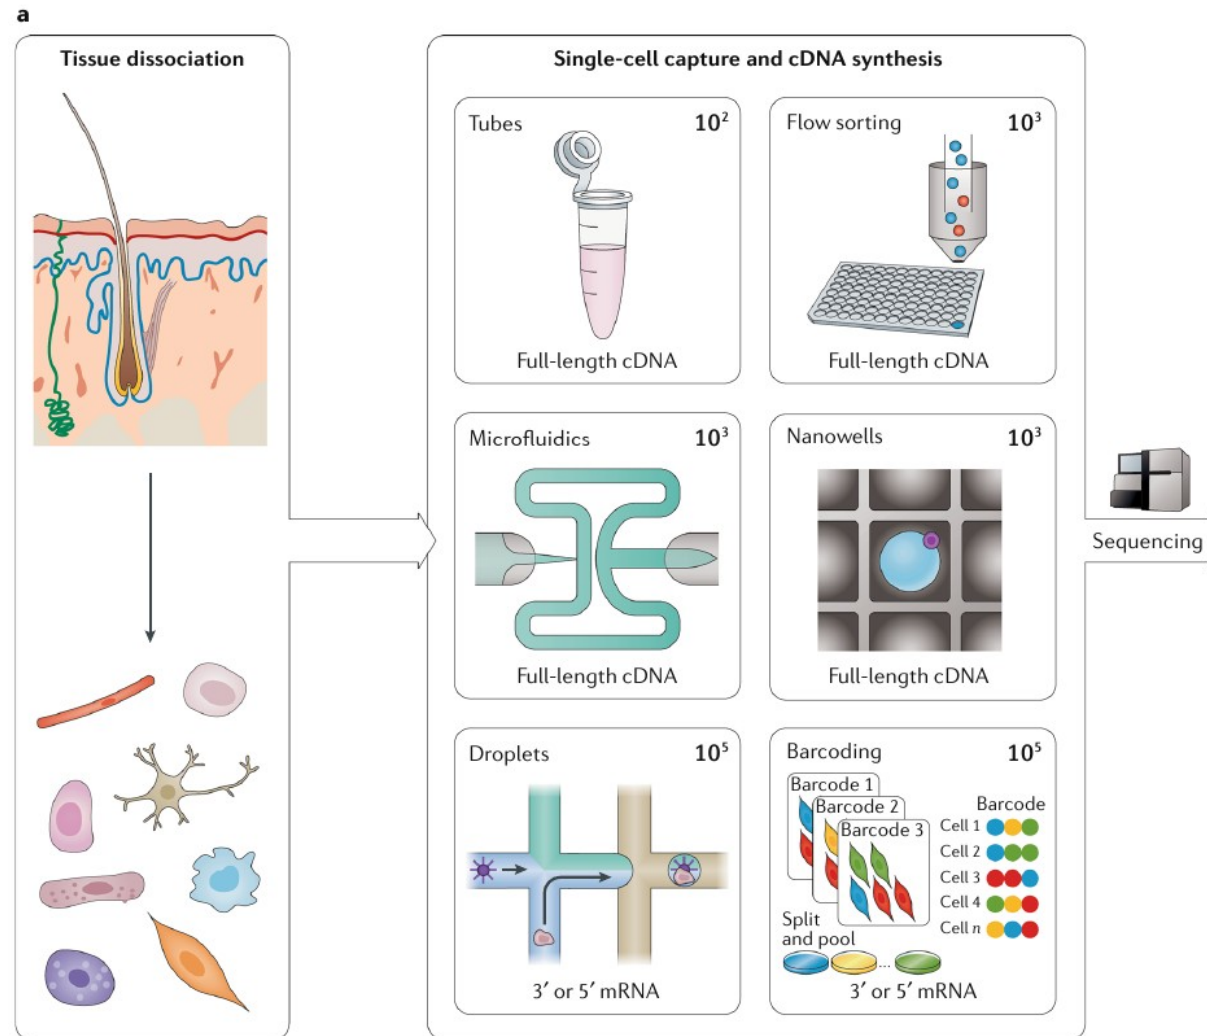 a
Tissue dissociation
Single-cell capture and cDNA synthesis
Tubes 10²
Full-length cDNA
Flow sorting 10³
Full-length cDNA
Microfluidics 10³
Full-length cDNA
Nanowells 10³
Full-length cDNA
Droplets 10⁵
3′ or 5′ mRNA
Barcoding 10⁵
Barcode 1
Barcode 2
Barcode 3
Barcode
Cell 1
Cell 2
Cell 3
Cell 4
Cell n
Split
and pool
...
3′ or 5′ mRNA
Sequencing